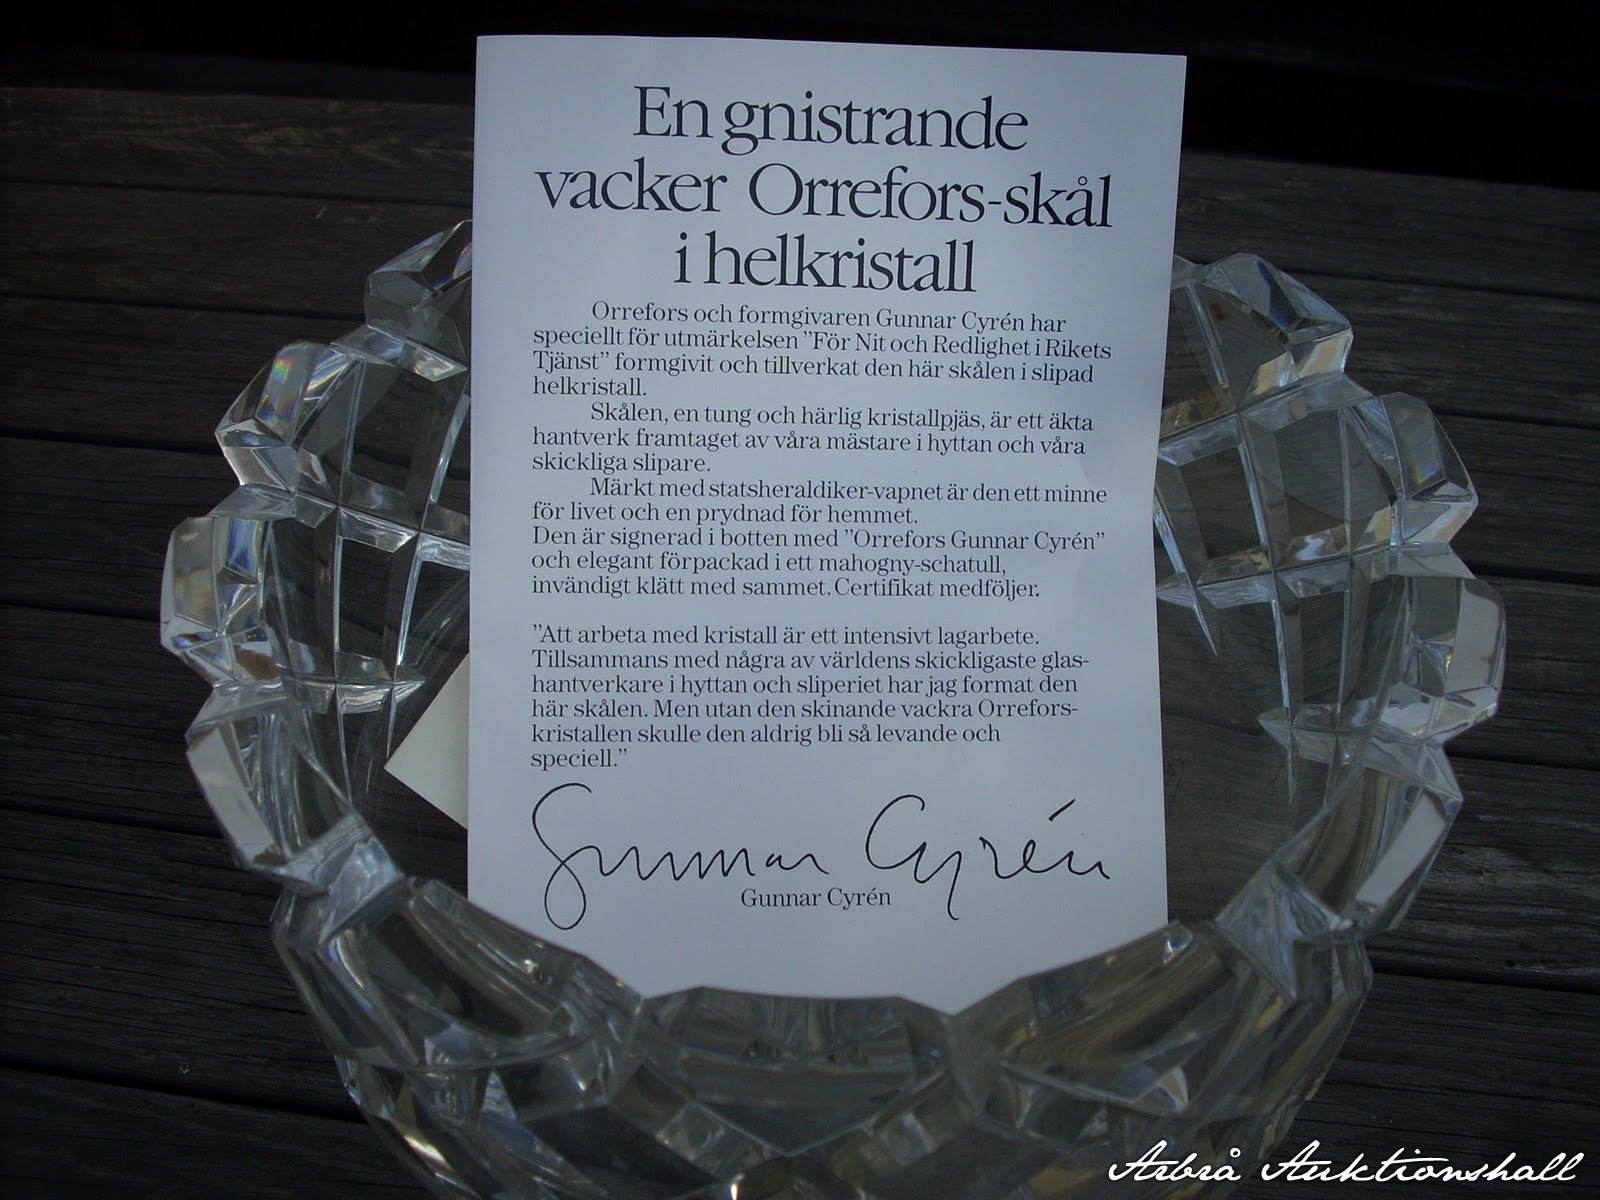 En gnistrande
vacker Orrefors-skål
i helkristall
Orrefors och formgivaren Gunnar Cyrén har
speciellt för utmärkelsen ”För Nit och Redlighet i Rikets
Tjänst” formgivit och tillverkat den här skålen i slipad
helkristall.
Skålen, en tung och härlig kristallpjäs, är ett äkta
hantverk framtaget av våra mästare i hyttan och våra
skickliga slipare.
Märkt med statsheraldiker-vapnet är den ett minne
för livet och en prydnad för hemmet.
Den är signerad i botten med ”Orrefors Gunnar Cyrén”
och elegant förpackad i ett mahogny-schatull,
invändigt klätt med sammet. Certifikat medföljer.
”Att arbeta med kristall är ett intensivt lagarbete.
Tillsammans med några av världens skickligaste glas-
hantverkare i hyttan och sliperiet har jag format den
här skålen. Men utan den skinande vackra Orrefors-
kristallen skulle den aldrig bli så levande och
speciell.”
Gunnar Cyrén
Gunnar Cyrén
Arbrå Auktionshall